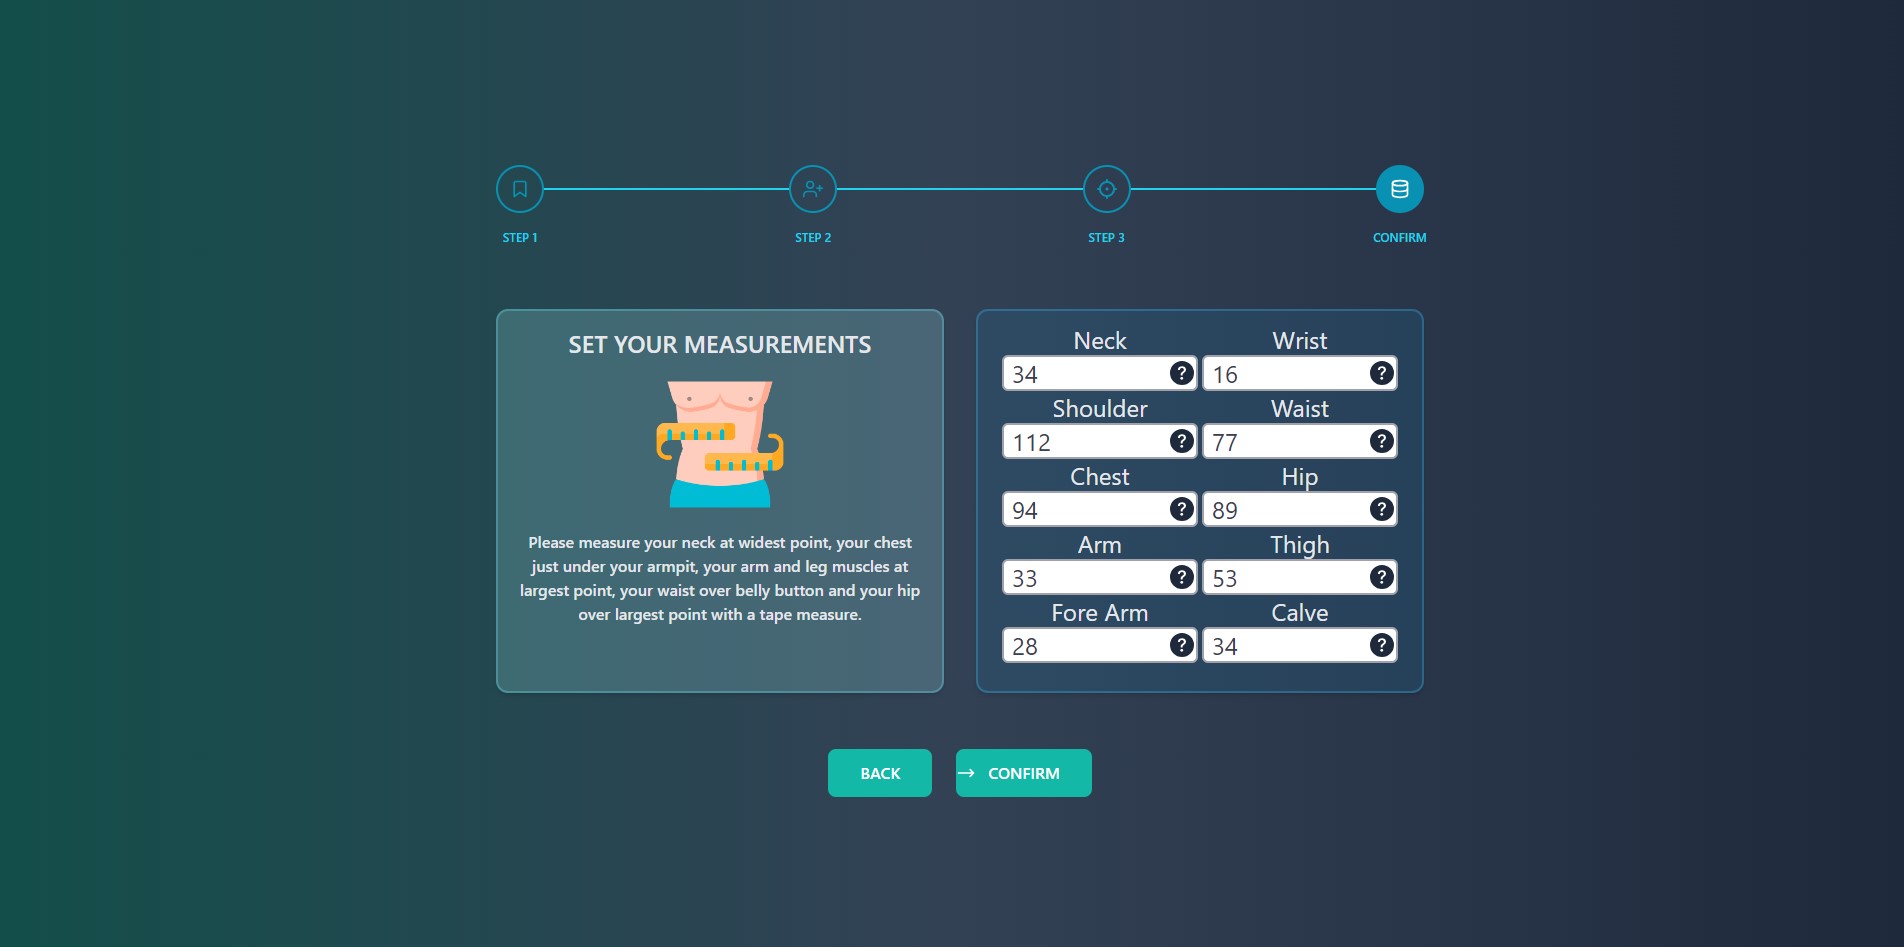 STEP 1
STEP 2
STEP 3
CONFIRM
SET YOUR MEASUREMENTS
Please measure your neck at widest point, your chest
just under your armpit, your arm and leg muscles at
largest point, your waist over belly button and your hip
over largest point with a tape measure.
Neck
34
?
Wrist
16
?
Shoulder
112
?
Waist
77
?
Chest
94
?
Hip
89
?
Arm
33
?
Thigh
53
?
Fore Arm
28
?
Calve
34
?
BACK
→ CONFIRM